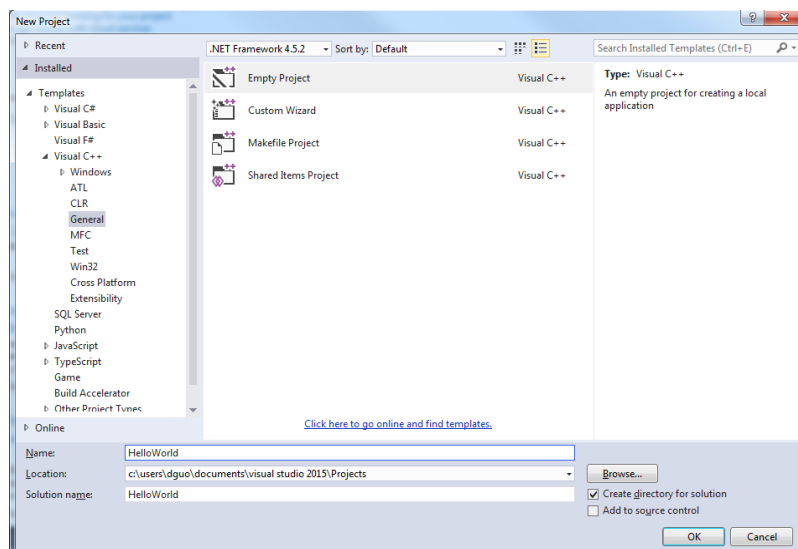 New Project
Recent
.NET Framework 4.5.2 Sort by: Default
Search Installed Templates (Ctrl+E)
Installed
Templates
Visual C#
Visual Basic
Visual F#
Visual C++
Windows
ATL
CLR
General
MFC
Test
Win32
Cross Platform
Extensibility
SQL Server
Python
JavaScript
TypeScript
Game
Build Accelerator
Other Project Types
Online
Empty Project Visual C++
Custom Wizard Visual C++
Makefile Project Visual C++
Shared Items Project Visual C++
Click here to go online and find templates.
Type: Visual C++
An empty project for creating a local
application
Name: HelloWorld
Location: c:\users\dguo\documents\visual studio 2015\Projects Browse...
Solution name: HelloWorld
Create directory for solution
Add to source control
OK Cancel